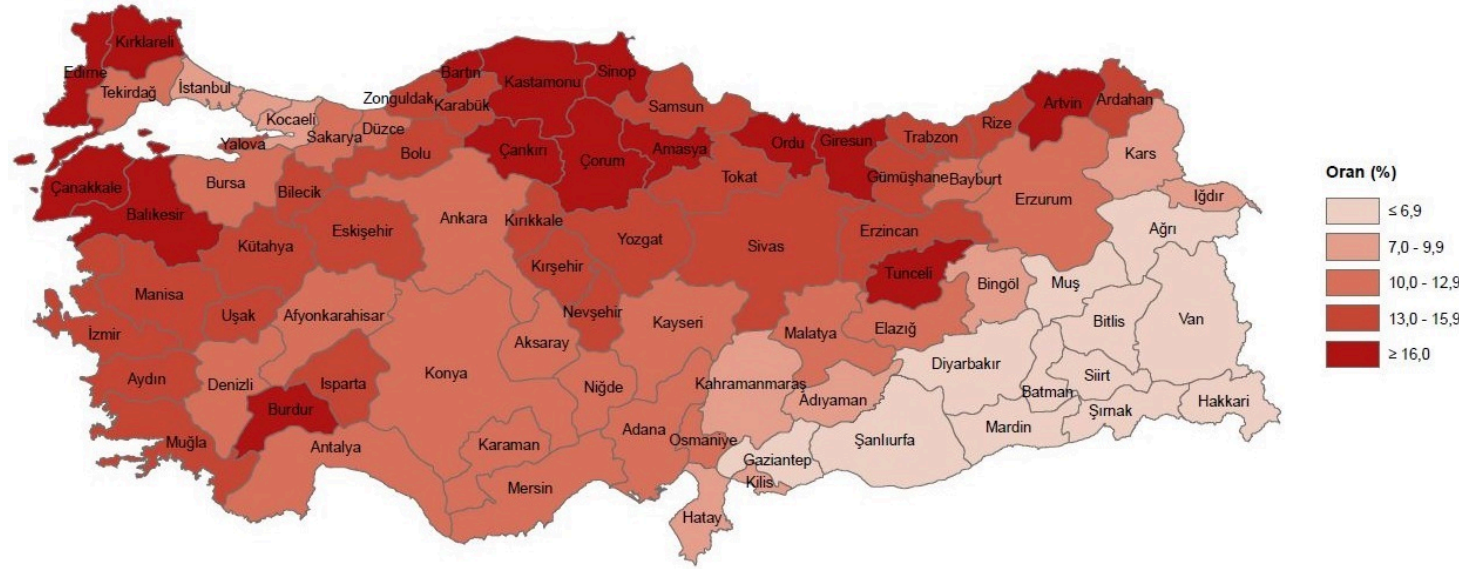 Kırklareli
Edirne
Tekirdağ
İstanbul
Kocaeli
Yalova
Sakarya
Düzce
Zonguldak
Bartın
Karabük
Kastamonu
Sinop
Samsun
Bolu
Çankırı
Çorum
Amasya
Ordu
Giresun
Trabzon
Rize
Artvin
Ardahan
Kars
Iğdır
Çanakkale
Balıkesir
Bursa
Bilecik
Kütahya
Eskişehir
Ankara
Kırıkkale
Kırşehir
Yozgat
Tokat
Sivas
Gümüşhane
Bayburt
Erzincan
Erzurum
Ağrı
Manisa
İzmir
Uşak
Afyonkarahisar
Aydın
Denizli
Muğla
Burdur
Isparta
Antalya
Konya
Aksaray
Nevşehir
Niğde
Kayseri
Karaman
Mersin
Adana
Osmaniye
Hatay
Kahramanmaraş
Malatya
Elazığ
Tunceli
Bingöl
Muş
Bitlis
Van
Adıyaman
Gaziantep
Kilis
Şanlıurfa
Diyarbakır
Batman
Siirt
Mardin
Şırnak
Hakkari
Oran (%)
≤ 6,9
7,0 - 9,9
10,0 - 12,9
13,0 - 15,9
≥ 16,0